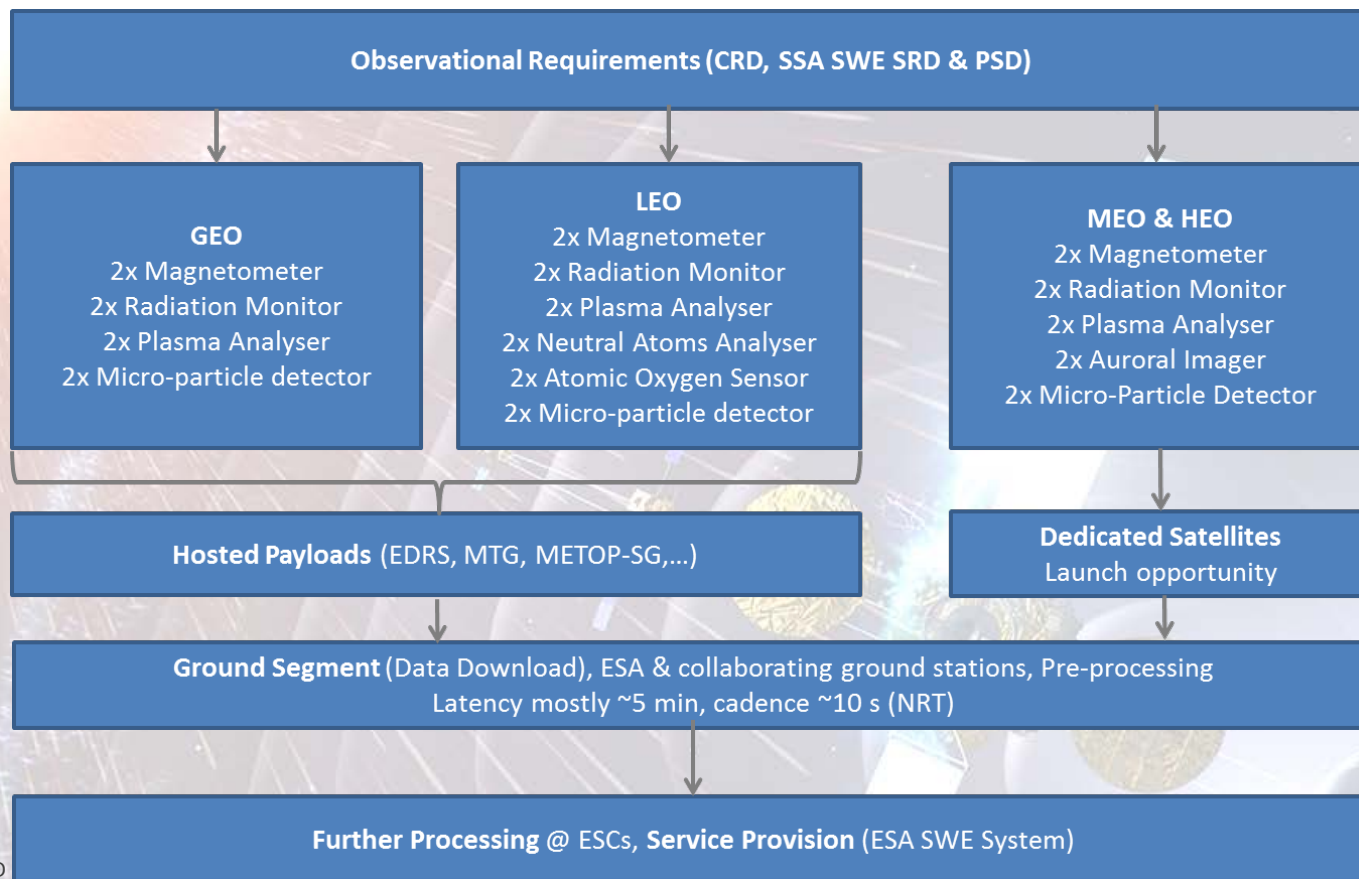 Observational Requirements (CRD, SSA SWE SRD & PSD)
GEO
2x Magnetometer
2x Radiation Monitor
2x Plasma Analyser
2x Micro-particle detector
LEO
2x Magnetometer
2x Radiation Monitor
2x Plasma Analyser
2x Neutral Atoms Analyser
2x Atomic Oxygen Sensor
2x Micro-particle detector
MEO & HEO
2x Magnetometer
2x Radiation Monitor
2x Plasma Analyser
2x Auroral Imager
2x Micro-Particle Detector
Hosted Payloads (EDRS, MTG, METOP-SG,...)
Dedicated Satellites
Launch opportunity
Ground Segment (Data Download), ESA & collaborating ground stations, Pre-processing
Latency mostly ~5 min, cadence ~10 s (NRT)
Further Processing @ ESCs, Service Provision (ESA SWE System)